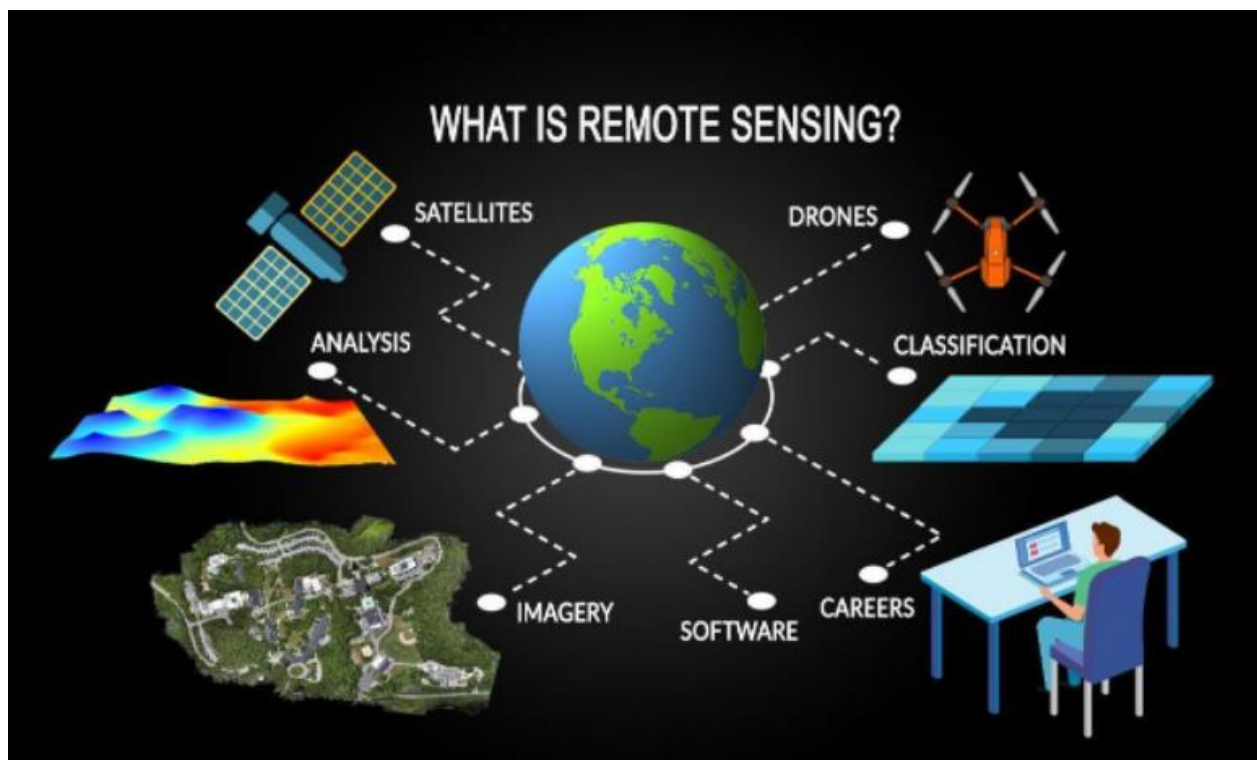 WHAT IS REMOTE SENSING?
SATELLITES
DRONES
ANALYSIS
CLASSIFICATION
IMAGERY
SOFTWARE
CAREERS